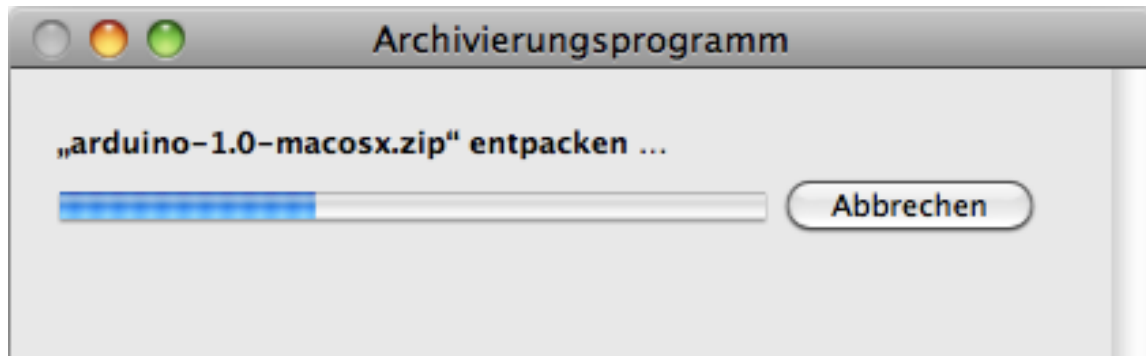 Archivierungsprogramm
„arduino-1.0-macosx.zip“ entpacken ...
Abbrechen